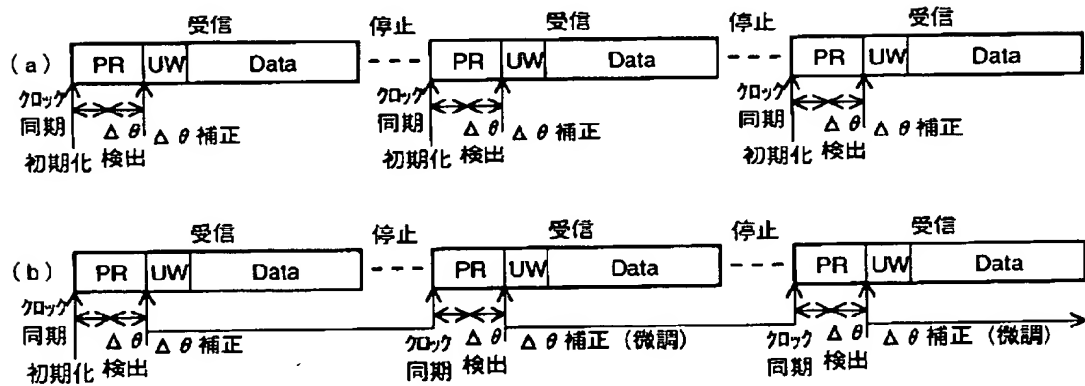 受信 停止 受信 停止 受信
(a) PR UW Data PR UW Data PR UW Data
クロック クロック クロック
同期 Δθ Δθ補正 同期 Δθ Δθ補正 同期 Δθ Δθ補正
初期化 検出 初期化 検出 初期化 検出
受信 停止 受信 停止 受信
(b) PR UW Data PR UW Data PR UW Data
クロック Δθ Δθ補正(微調) Δθ Δθ補正(微調)
同期 Δθ Δθ補正 クロック クロック
初期化 検出 同期 検出 同期 検出